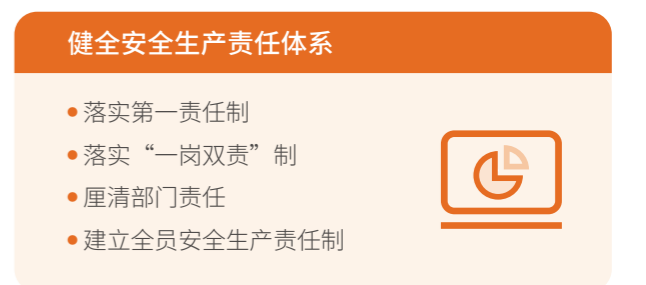 健全安全生产责任体系
落实第一责任制
落实“一岗双责”制
厘清部门责任
建立全员安全生产责任制